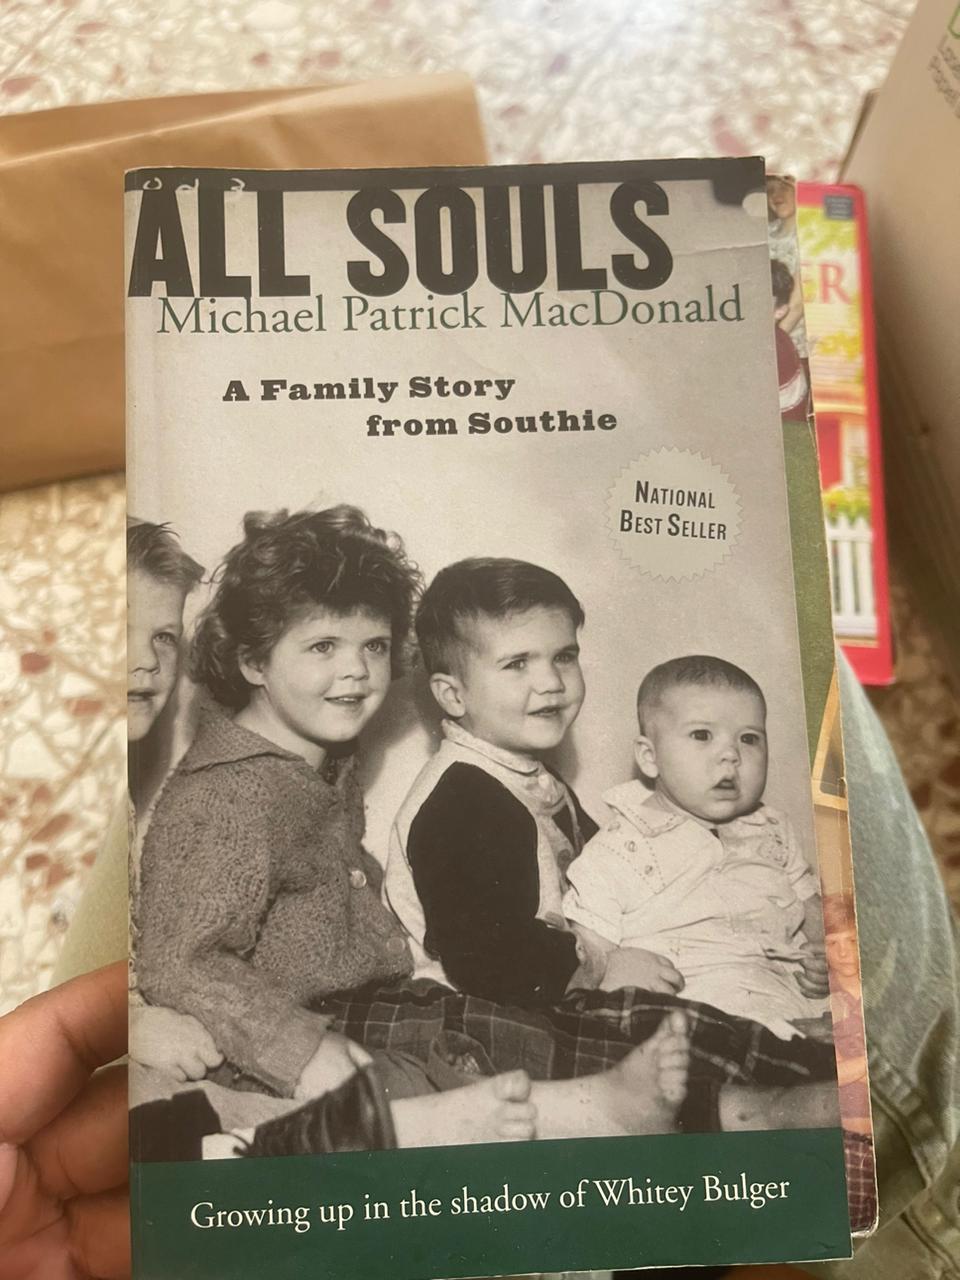 ALL SOULS
Michael Patrick MacDonald
A Family Story
from Southie
NATIONAL
BEST SELLER
Growing up in the shadow of Whitey Bulger
ER